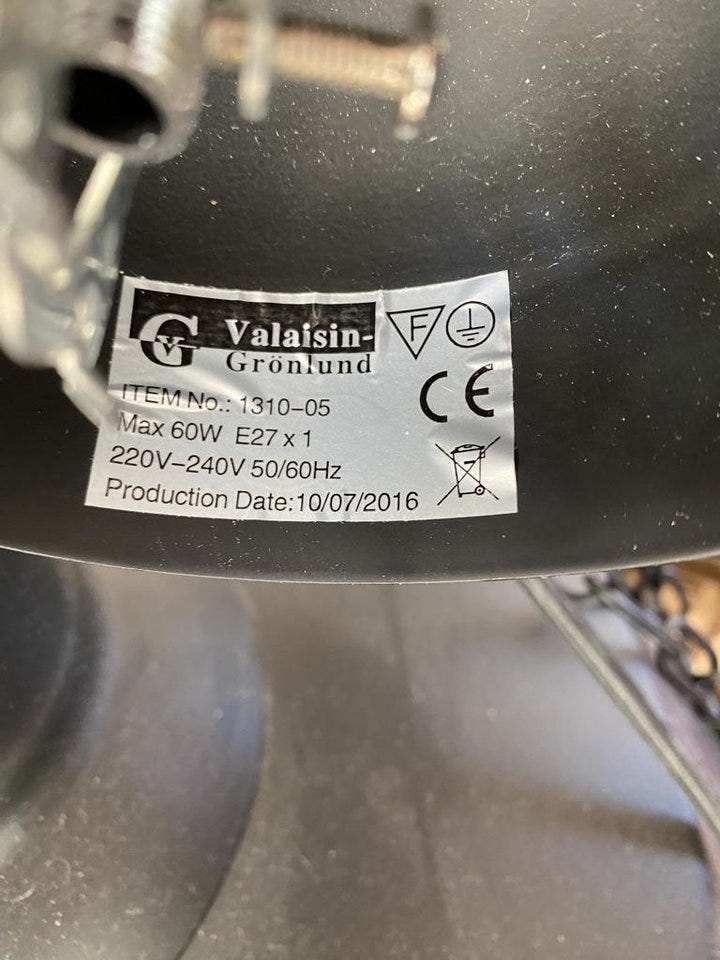 GV
Valaisin-
Grönlund
F
CE
ITEM No.: 1310-05
Max 60W E27 x 1
220V-240V 50/60Hz
Production Date:10/07/2016